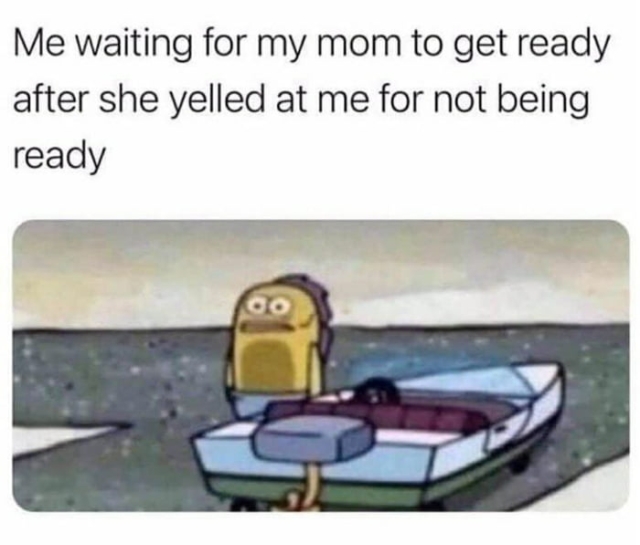 Me waiting for my mom to get ready
after she yelled at me for not being
ready